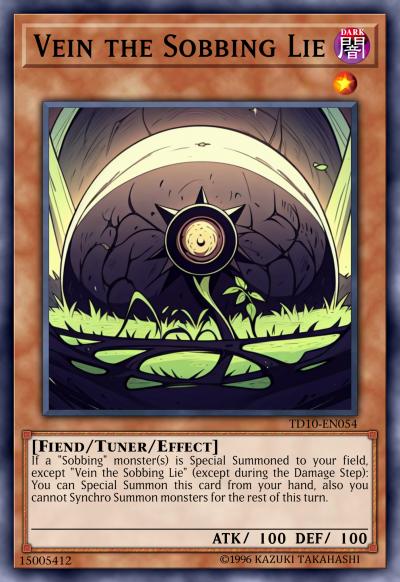 Vein the Sobbing Lie
DARK
闇
TD10-EN054
[Fiend/Tuner/Effect]
If a "Sobbing" monster(s) is Special Summoned to your field,
except "Vein the Sobbing Lie" (except during the Damage Step):
You can Special Summon this card from your hand, also you
cannot Synchro Summon monsters for the rest of this turn.
ATK/ 100 DEF/ 100
15005412
©1996 KAZUKI TAKAHASHI